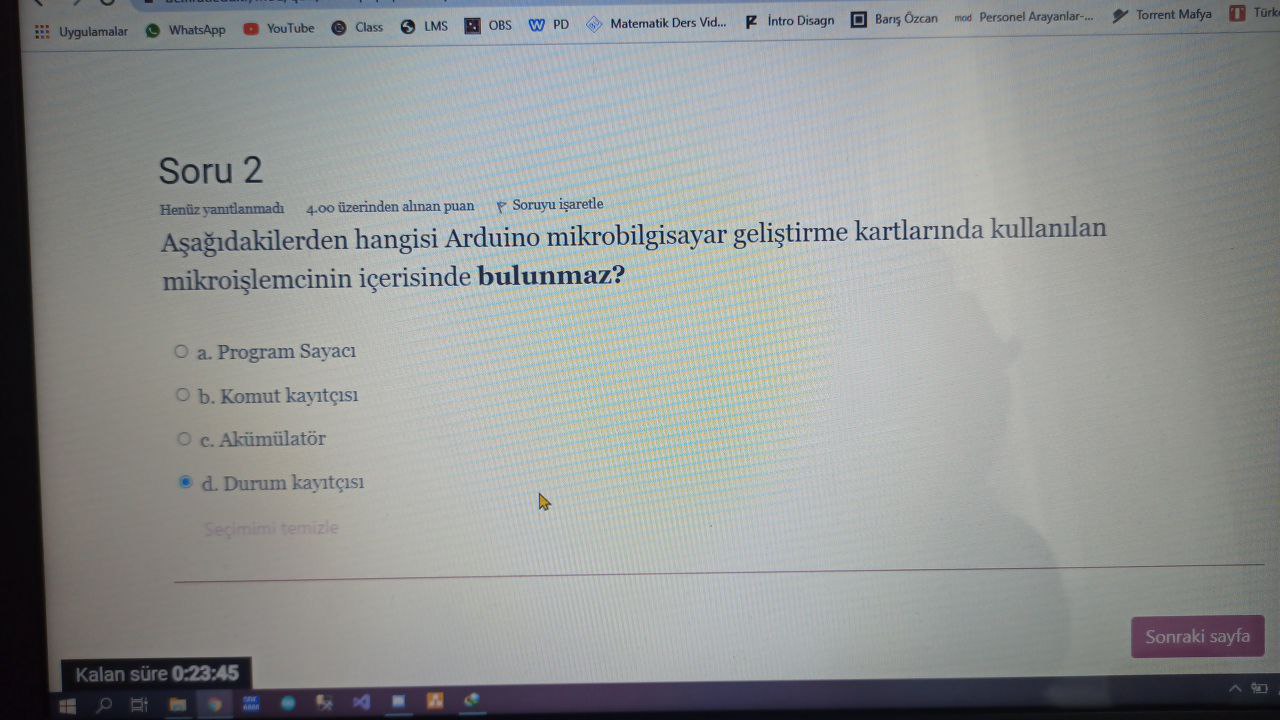 Uygulamalar WhatsApp YouTube Class LMS OBS PD Matematik Ders Vid... İntro Disagn Barış Özcan mod Personel Arayanlar-... Torrent Mafya
Soru 2
Henüz yanıtlanmadı 4.00 üzerinden alınan puan Soruyu işaretle
Aşağıdakilerden hangisi Arduino mikrobilgisayar geliştirme kartlarında kullanılan
mikroişlemcinin içerisinde bulunmaz?
a. Program Sayacı
b. Komut kayıtçısı
c. Akümülatör
d. Durum kayıtçısı
Seçimimi temizle
Sonraki sayfa
Kalan süre 0:23:45